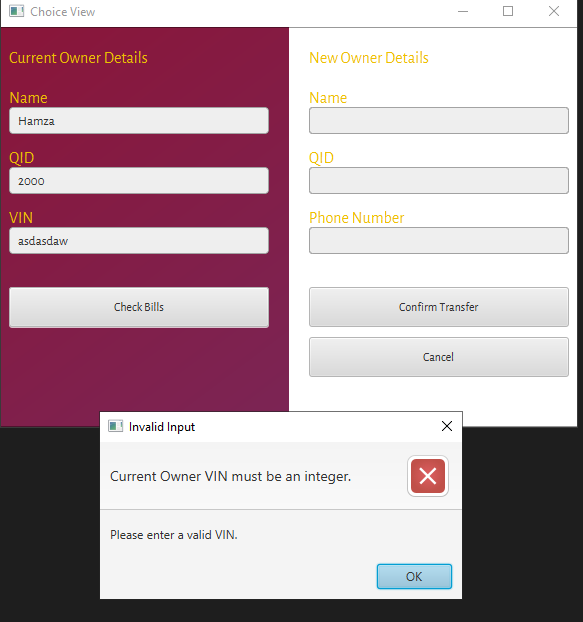 Choice View
Current Owner Details
Name
Hamza
QID
2000
VIN
asdasdaw
Check Bills
New Owner Details
Name
QID
Phone Number
Confirm Transfer
Cancel
Invalid Input
Current Owner VIN must be an integer.
Please enter a valid VIN.
OK